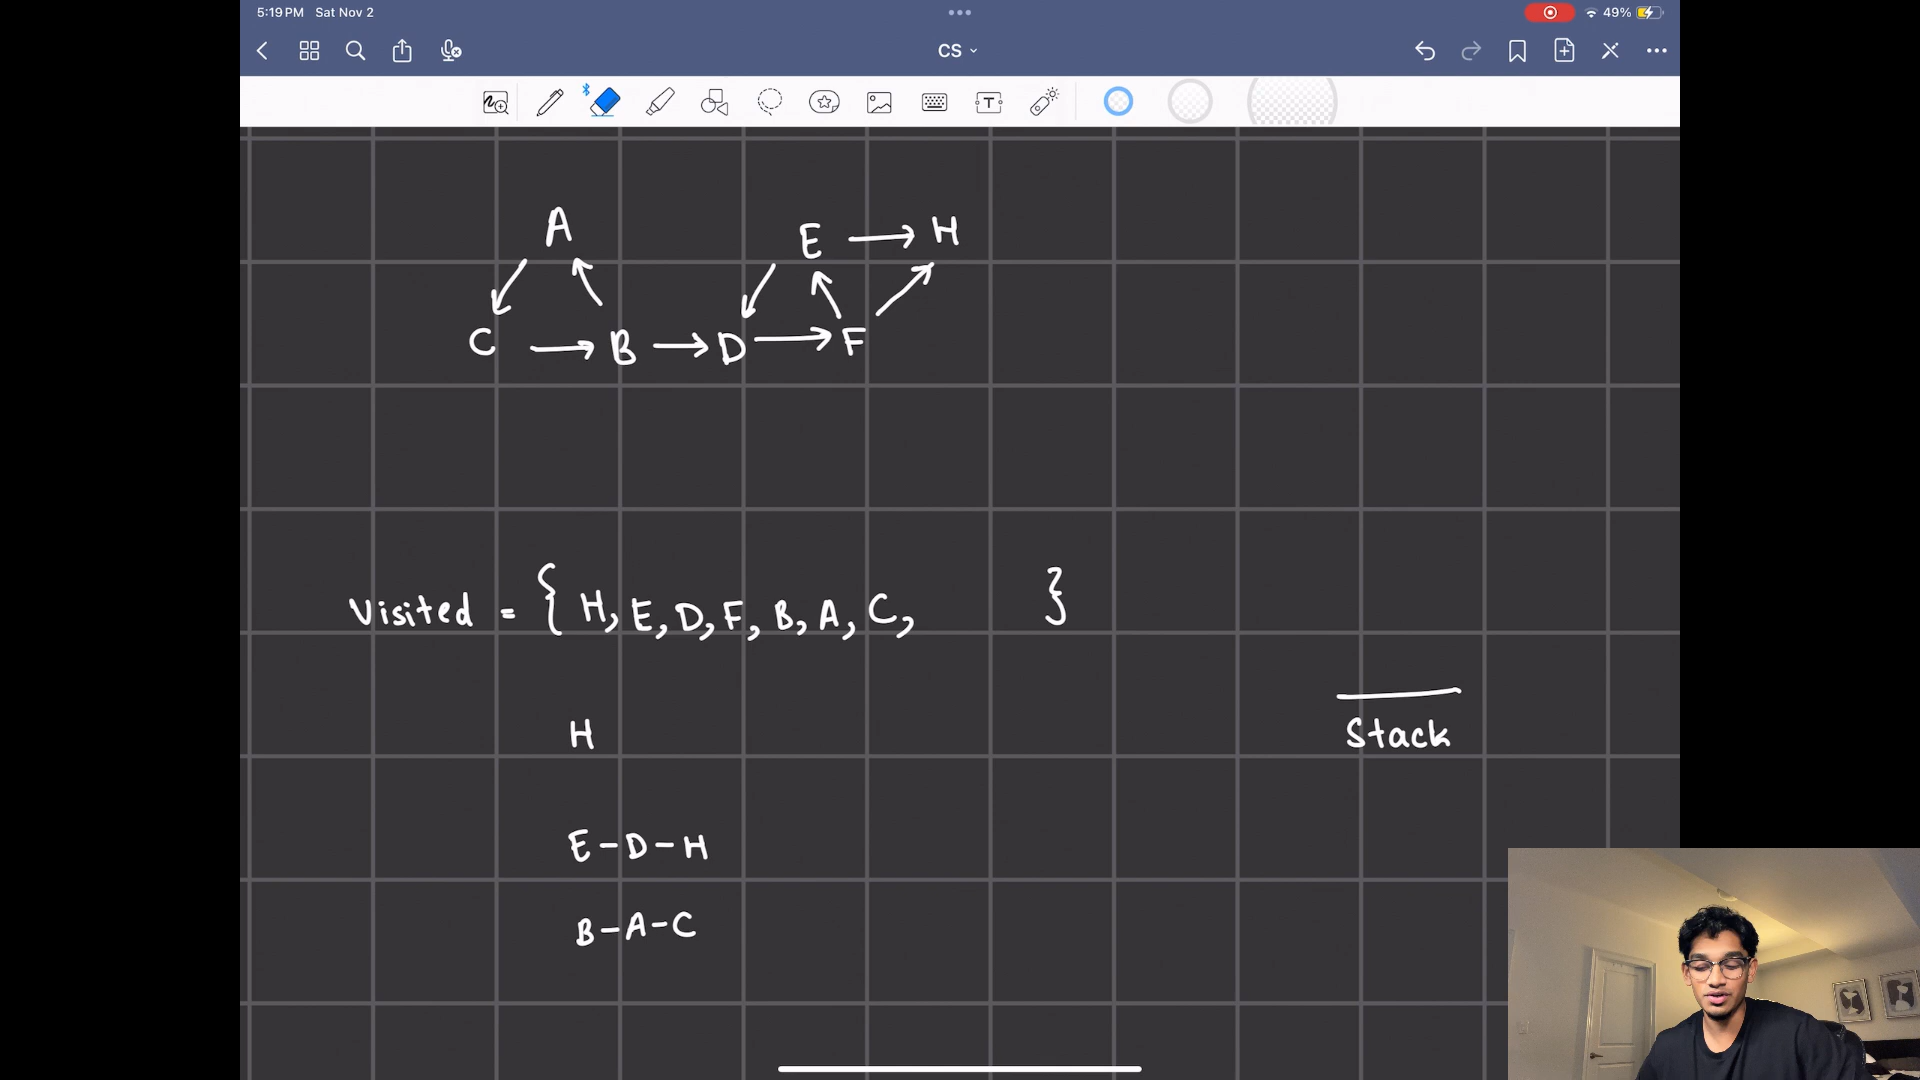 5:19 PM Sat Nov 2
49%
CS
T
A
E → H
C → B → D → F
Visited = { H, E, D, F, B, A, C, }
H
Stack
E-D-H
B-A-C